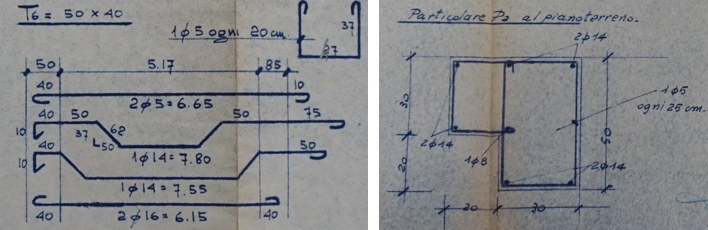 T6 = 50 x 40
1ϕ5 ogni 20 cm.
37
27
50 5.17 85
40 10
2ϕ5=6.65
40 50 50 75
10 37 62
L50
1ϕ14=7.80
40 50
10
1ϕ14=7.55
40 2ϕ16=6.15 40
Particolare P2 al pianoterreno.
2ϕ14
1ϕ5
ogni 25 cm.
30
50
2ϕ14
1ϕ8
20
2ϕ14
20 30